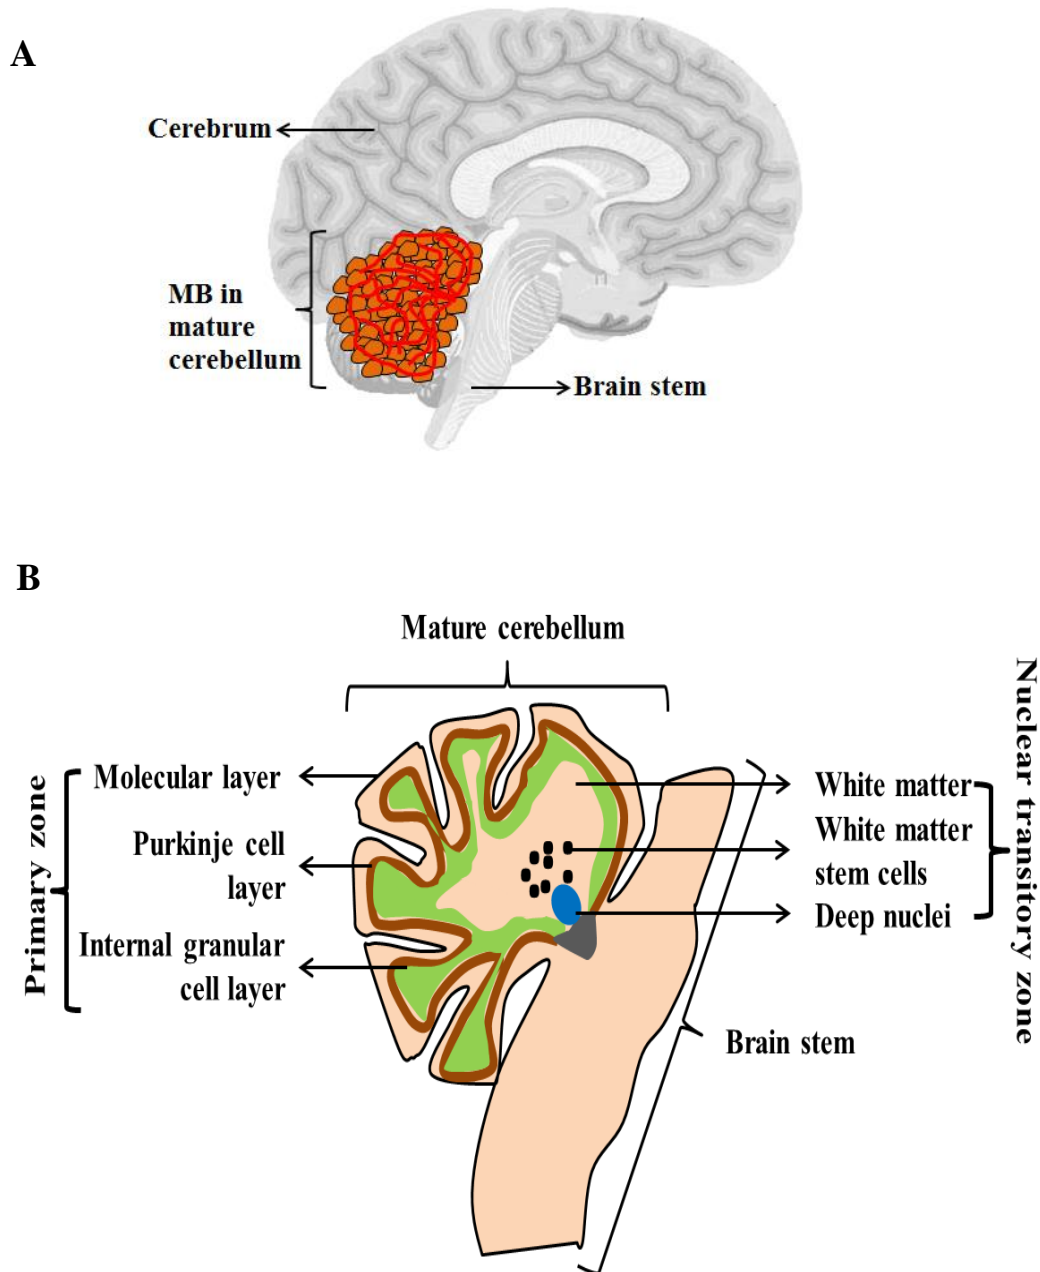 A
Cerebrum
MB in
mature
cerebellum
Brain stem
B
Mature cerebellum
Primary zone
Molecular layer
Purkinje cell
layer
Internal granular
cell layer
White matter
White matter
stem cells
Deep nuclei
Nuclear transitory zone
Brain stem